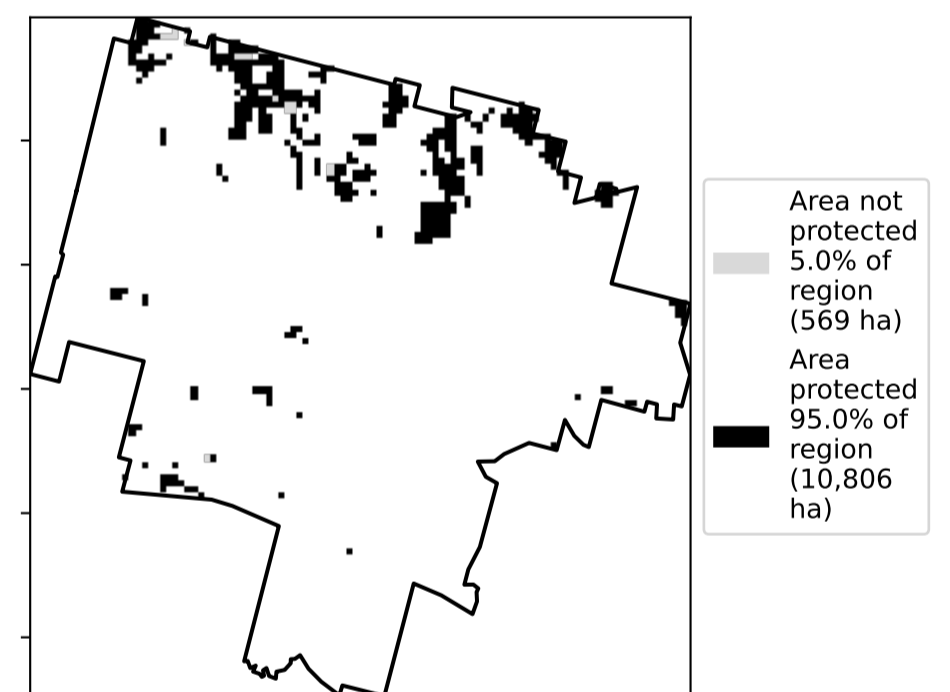 Area not
protected
5.0% of
region
(569 ha)
Area
protected
95.0% of
region
(10,806
ha)